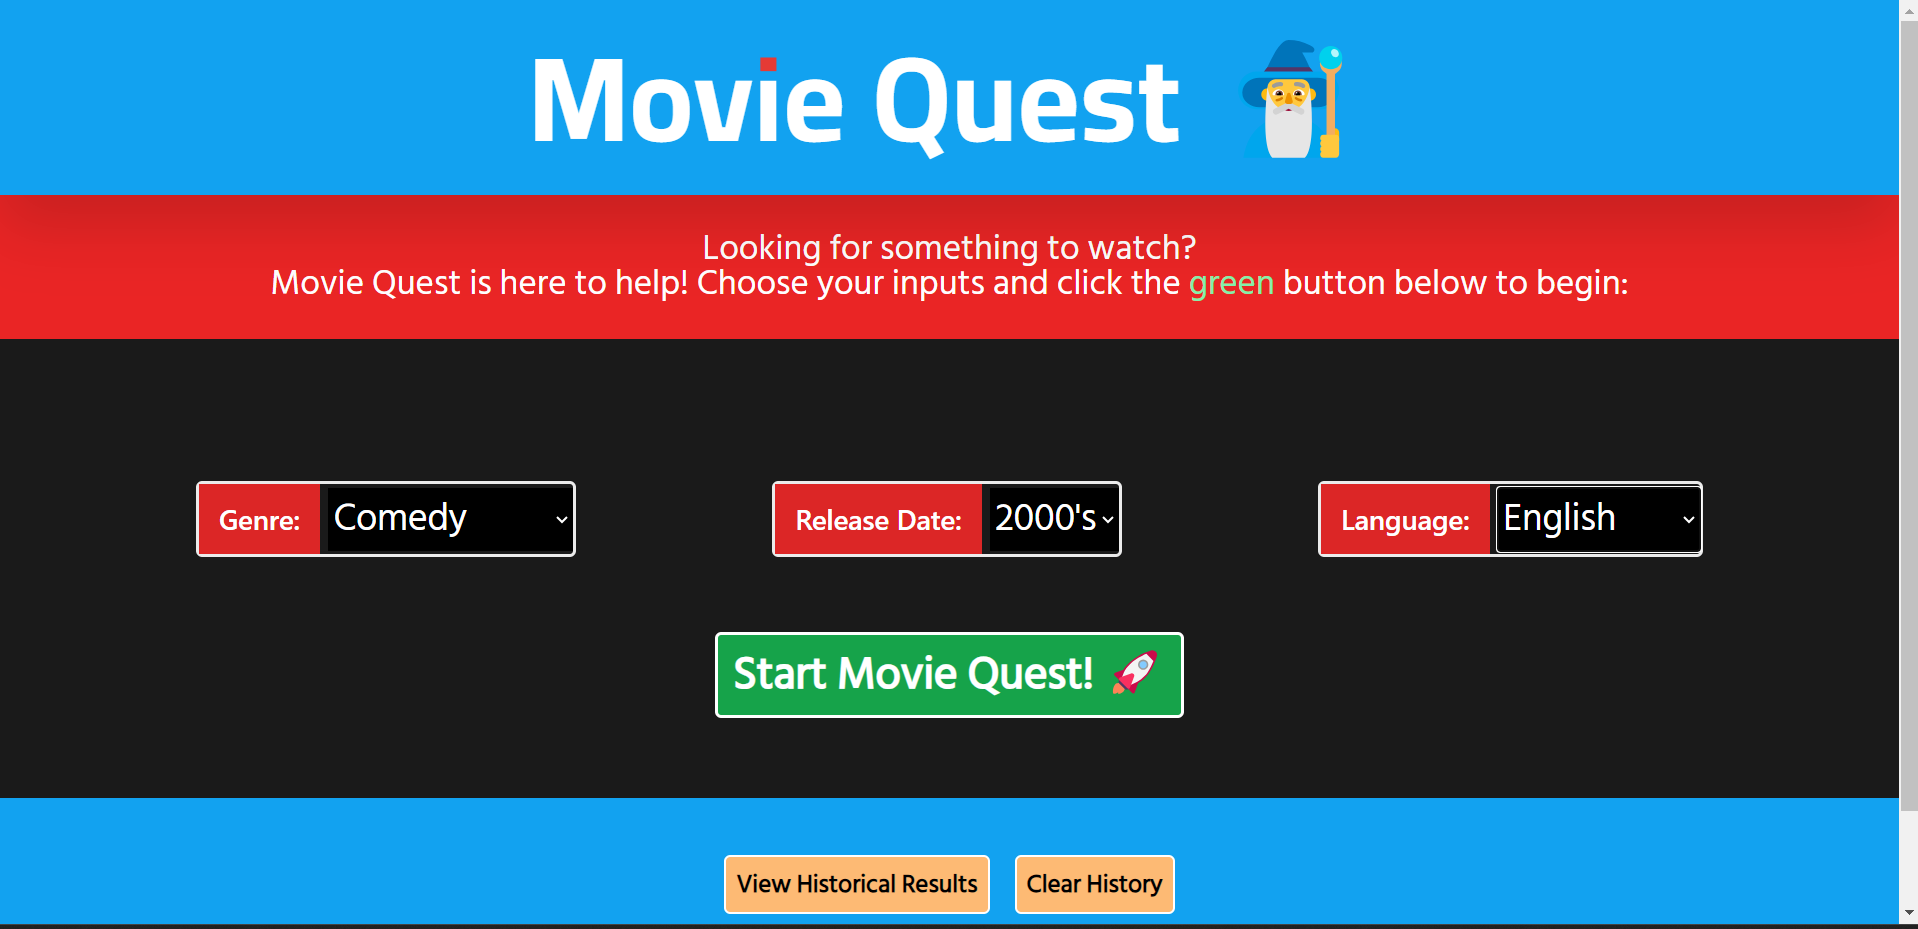 Movie Quest
Looking for something to watch?
Movie Quest is here to help! Choose your inputs and click the green button below to begin:
Genre: Comedy
Release Date: 2000's
Language: English
Start Movie Quest!
View Historical Results
Clear History